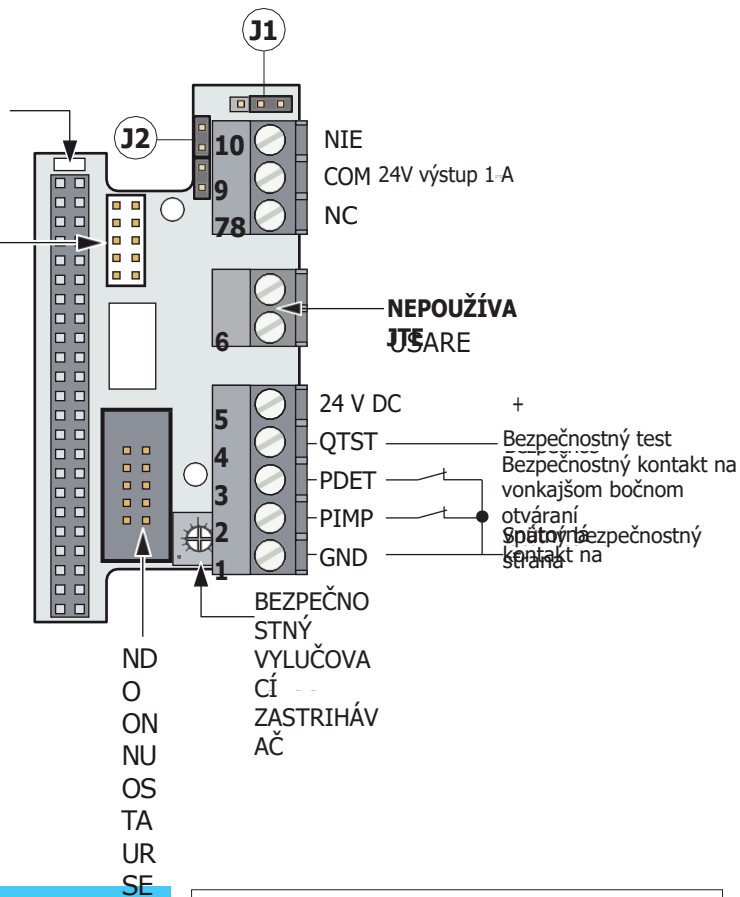 J1
J2
10
9
78
NIE
COM 24V výstup 1 A
NC
NEPOUŽÍVA
JTE
USARE
6
5
4
3
2
1
24 V DC +
QTST
Bezpečnostný test
PDET
Bezpečnostný kontakt na
vonkajšom bočnom
otváraní
PIMP
GND
kontakt na
BEZPEČNO
STNÝ
VYLUČOVA
CÍ
ZASTRIHÁV
AČ
ND
O
ON
NU
OS
TA
UR
SE